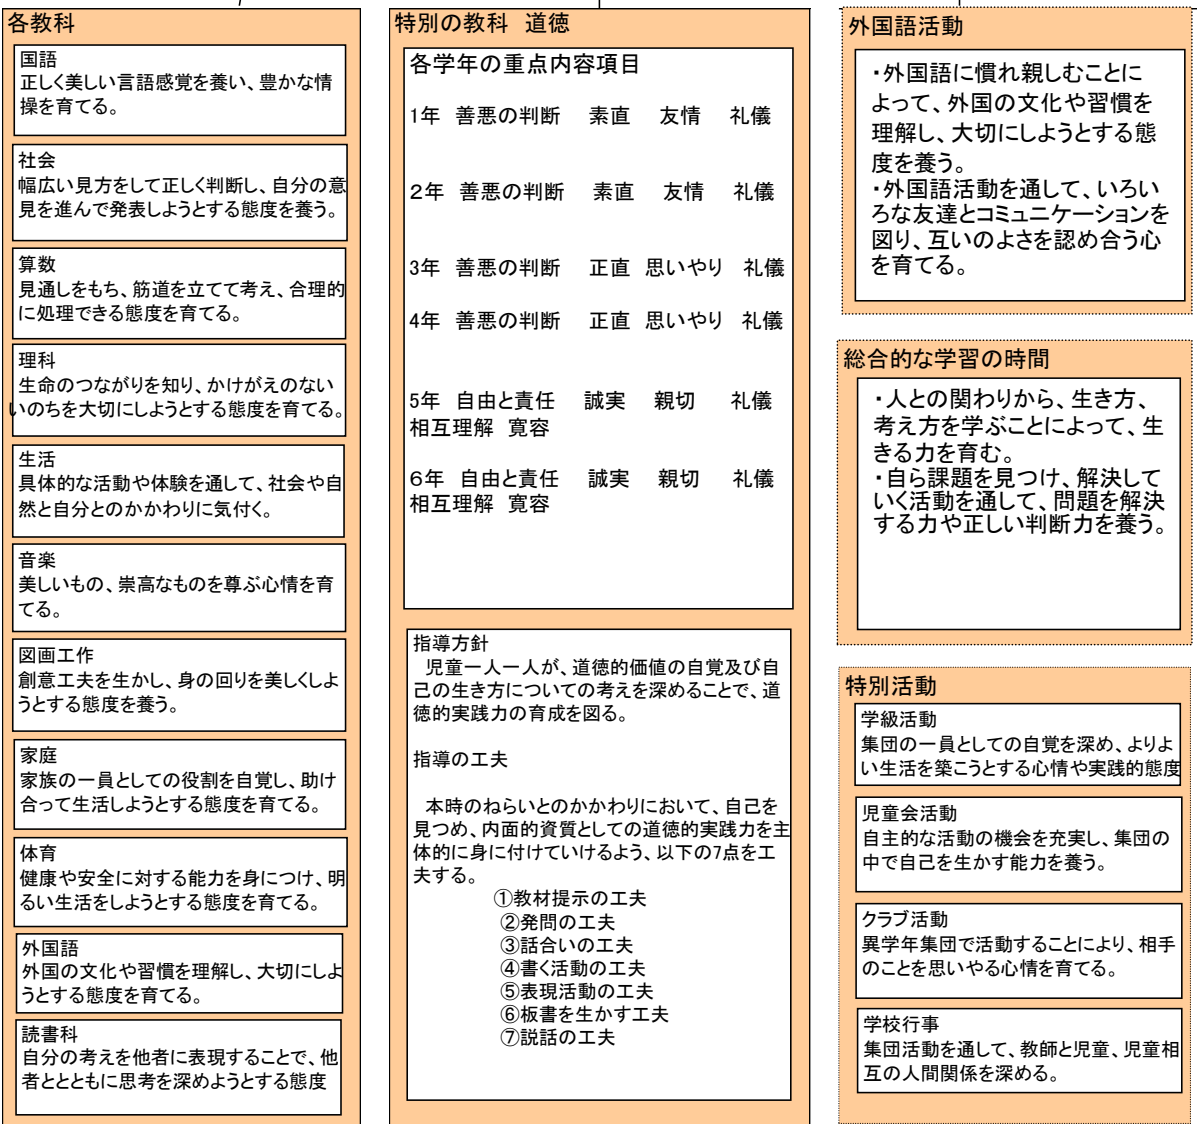 各教科
国語
正しく美しい言語感覚を養い、豊かな情
操を育てる。
社会
幅広い見方をして正しく判断し、自分の意
見を進んで発表しようとする態度を養う。
算数
見通しをもち、筋道を立てて考え、合理的
に処理できる態度を育てる。
理科
生命のつながりを知り、かけがえのない
いのちを大切にしようとする態度を育てる。
生活
具体的な活動や体験を通して、社会や自
然と自分とのかかわりに気付く。
音楽
美しいもの、崇高なものを尊ぶ心情を育
てる。
図画工作
創意工夫を生かし、身の回りを美しくしよ
うとする態度を養う。
家庭
家族の一員としての役割を自覚し、助け
合って生活しようとする態度を育てる。
体育
健康や安全に対する能力を身につけ、明
るい生活をしようとする態度を育てる。
外国語
外国の文化や習慣を理解し、大切にしよ
うとする態度を育てる。
読書科
自分の考えを他者に表現することで、他
者ととともに思考を深めようとする態度
特別の教科 道徳
各学年の重点内容項目
1年 善悪の判断 素直 友情 礼儀
2年 善悪の判断 素直 友情 礼儀
3年 善悪の判断 正直 思いやり 礼儀
4年 善悪の判断 正直 思いやり 礼儀
5年 自由と責任 誠実 親切 礼儀
相互理解 寛容
6年 自由と責任 誠実 親切 礼儀
相互理解 寛容
指導方針
児童一人一人が、道徳的価値の自覚及び自
己の生き方についての考えを深めることで、道
徳的実践力の育成を図る。
指導の工夫
本時のねらいとのかかわりにおいて、自己を
見つめ、内面的資質としての道徳的実践力を主
体的に身に付けていけるよう、以下の7点を工
夫する。
①教材提示の工夫
②発問の工夫
③話合いの工夫
④書く活動の工夫
⑤表現活動の工夫
⑥板書を生かす工夫
⑦説話の工夫
外国語活動
・外国語に慣れ親しむことに
よって、外国の文化や習慣を
理解し、大切にしようとする態
度を養う。
・外国語活動を通して、いろい
ろな友達とコミュニケーションを
図り、互いのよさを認め合う心
を育てる。
総合的な学習の時間
・人との関わりから、生き方、
考え方を学ぶことによって、生
きる力を育む。
・自ら課題を見つけ、解決して
いく活動を通して、問題を解決
する力や正しい判断力を養う。
特別活動
学級活動
集団の一員としての自覚を深め、よりよ
い生活を築こうとする心情や実践的態度
児童会活動
自主的な活動の機会を充実し、集団の
中で自己を生かす能力を養う。
クラブ活動
異学年集団で活動することにより、相手
のことを思いやる心情を育てる。
学校行事
集団活動を通して、教師と児童、児童相
互の人間関係を深める。